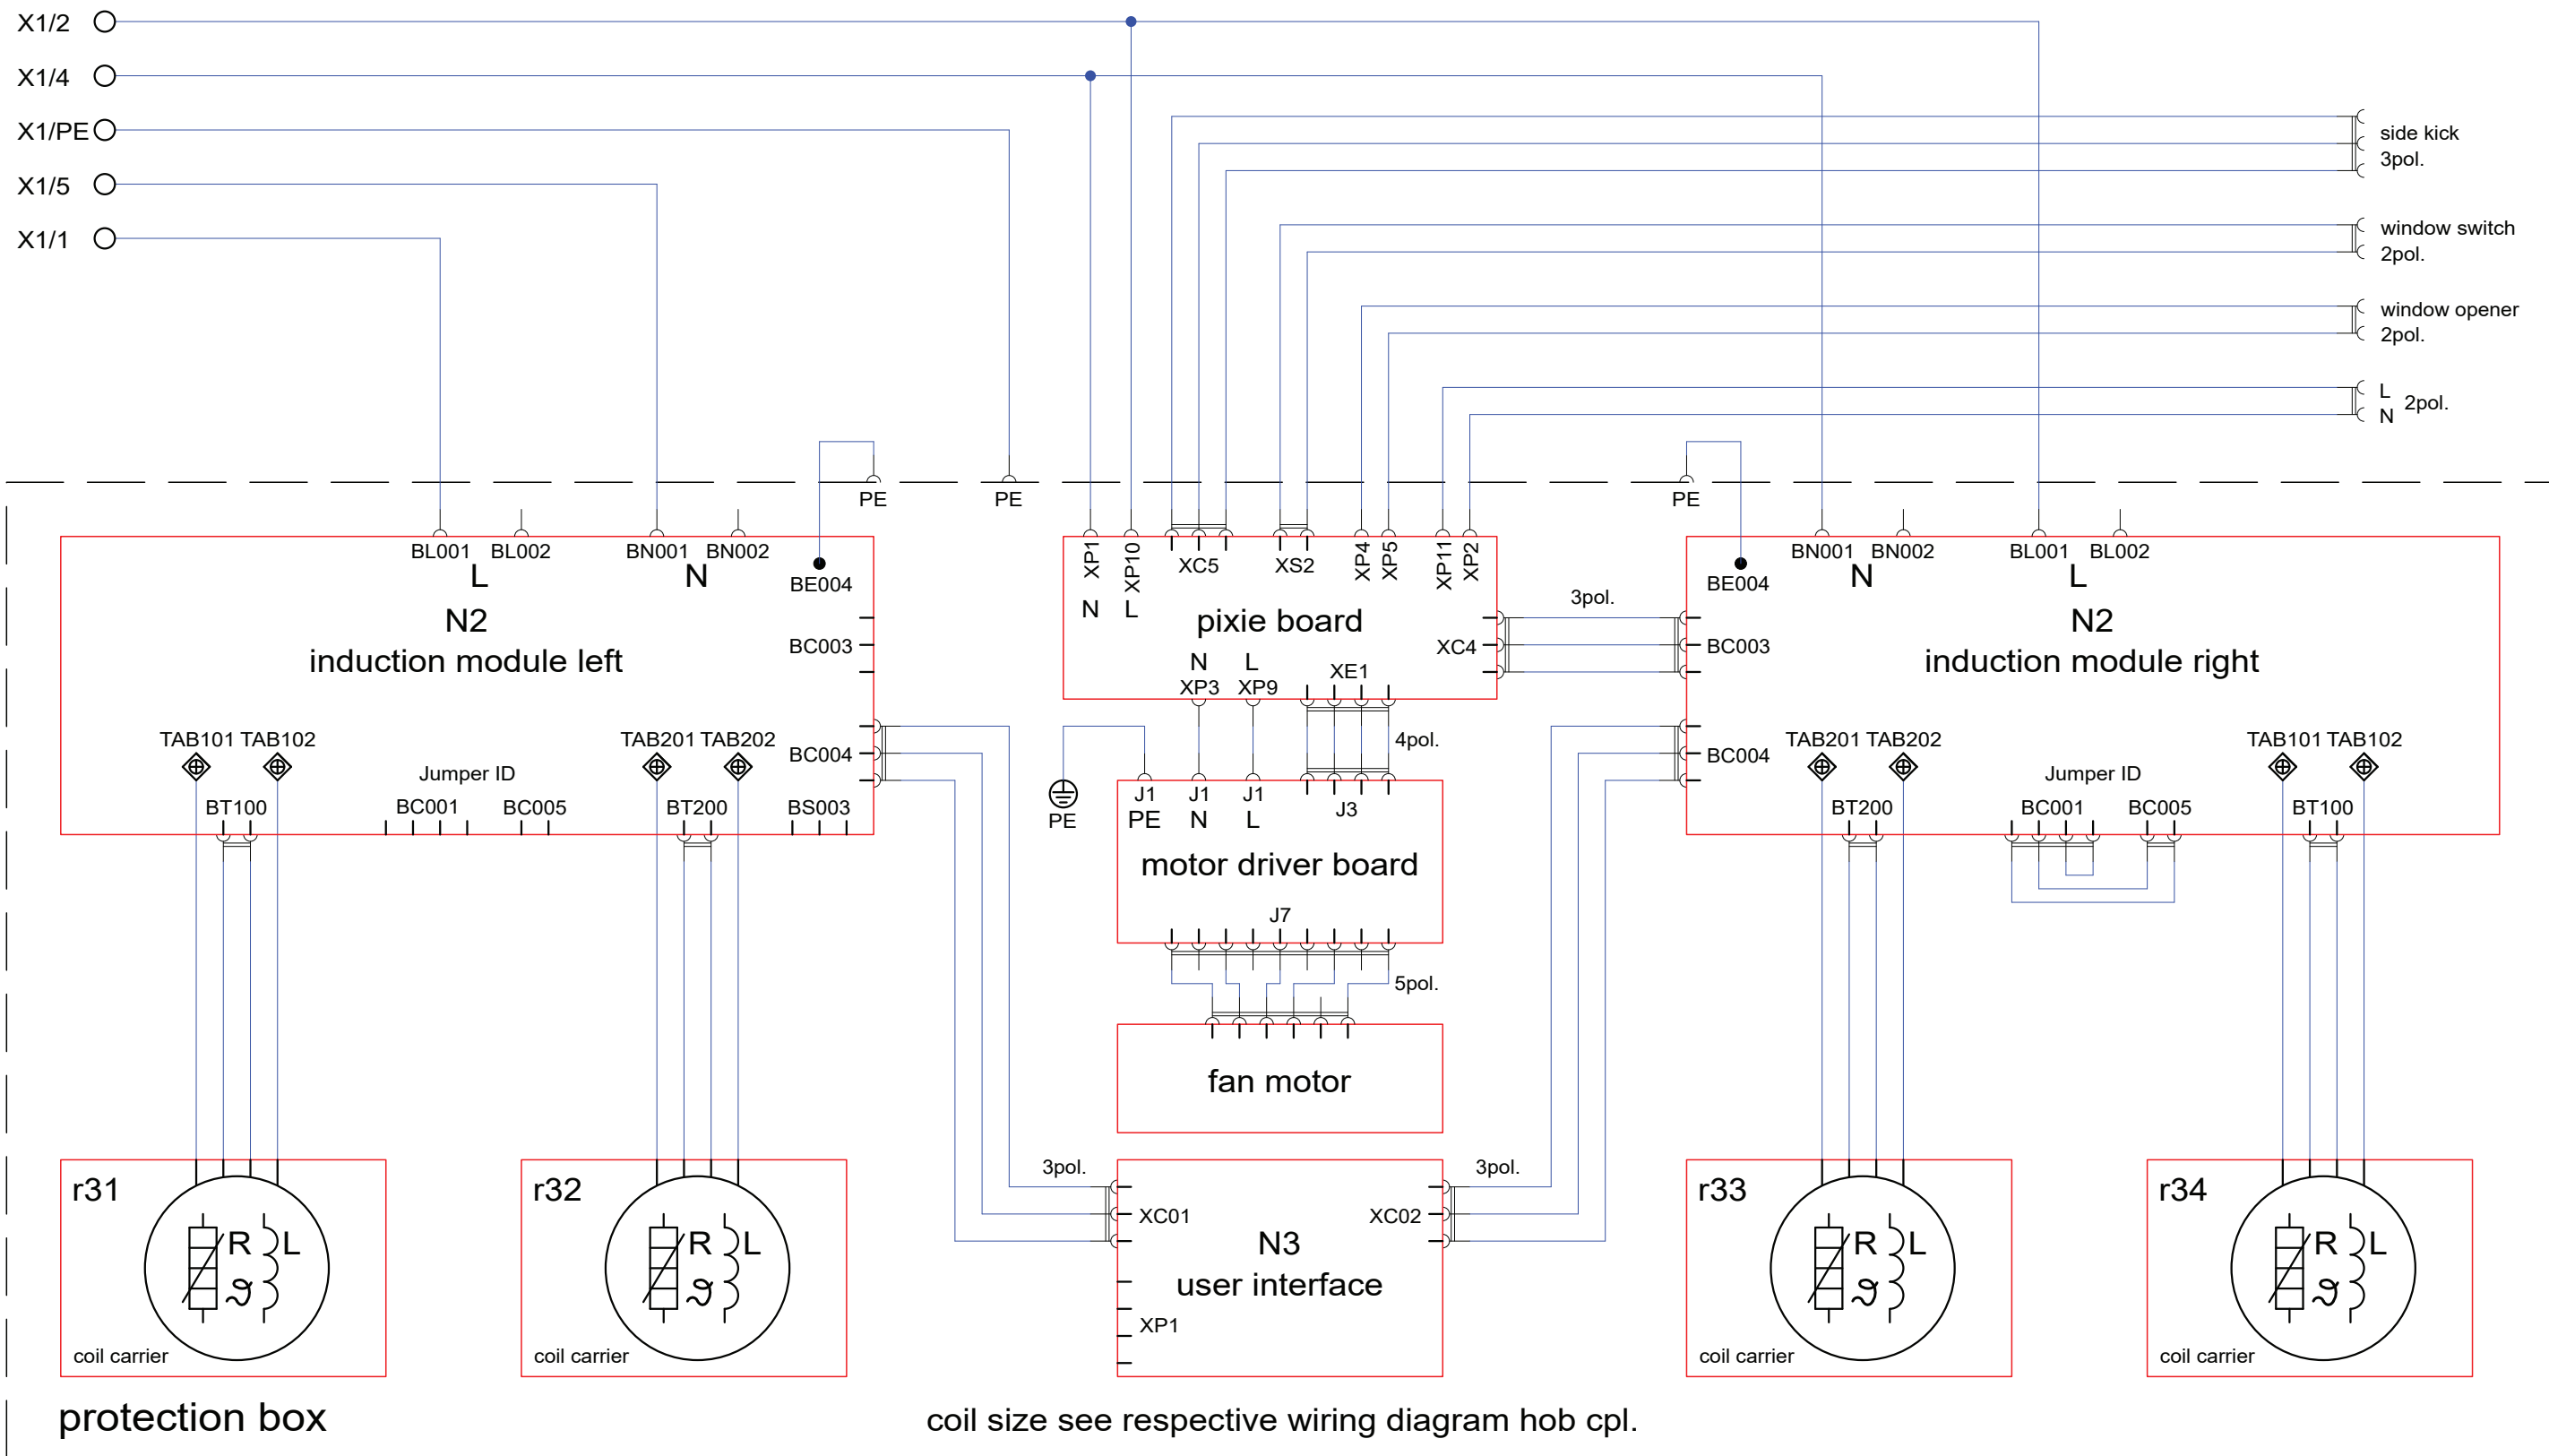 X1/2
X1/4
X1/PE
X1/5
X1/1
side kick
3pol.
window switch
2pol.
window opener
2pol.
L
N
2pol.
PE
PE
PE
BL001
BL002
BN001
BN002
L
N
BE004
N2
induction module left
BC003
BC004
TAB101
TAB102
Jumper ID
TAB201
TAB202
BT100
BC001
BC005
BT200
BS003
XP1
XP10
XC5
XS2
XP4
XP5
XP11
XP2
N
L
pixie board
N
L
XP3
XP9
XE1
XC4
3pol.
4pol.
PE
J1
PE
J1
N
J1
L
J3
motor driver board
J7
5pol.
fan motor
BN001
BN002
BL001
BL002
N
L
BE004
N2
induction module right
BC003
BC004
TAB201
TAB202
Jumper ID
TAB101
TAB102
BT200
BC001
BC005
BT100
3pol.
3pol.
XC01
XC02
N3
user interface
XP1
r31
R
L
ϑ
coil carrier
r32
R
L
ϑ
coil carrier
r33
R
L
ϑ
coil carrier
r34
R
L
ϑ
coil carrier
protection box
coil size see respective wiring diagram hob cpl.